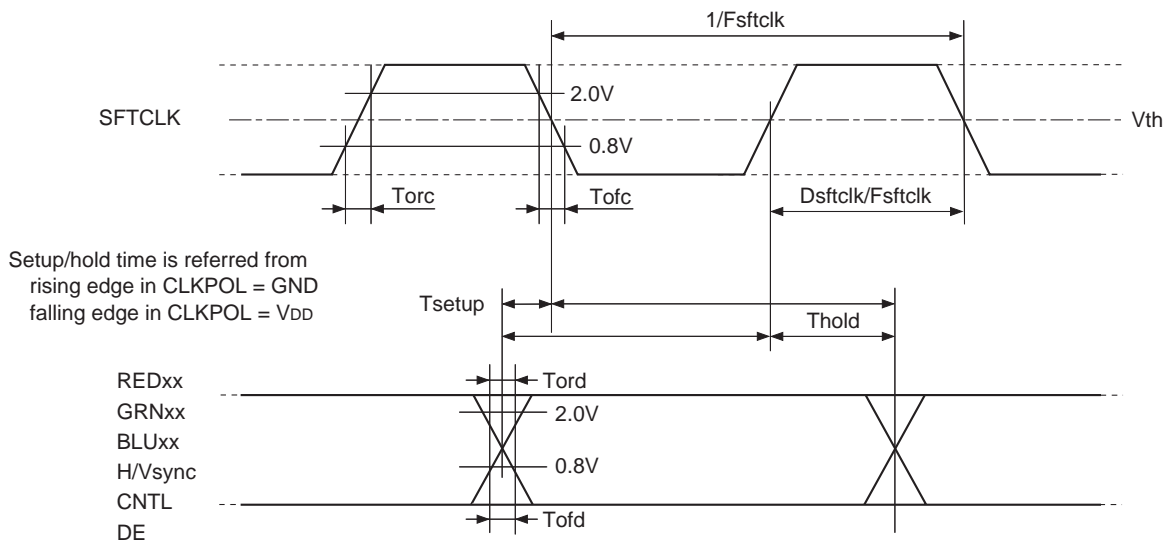 1/Fsftclk
2.0V
SFTCLK
Vth
0.8V
Torc
Tofc
Dsftclk/Fsftclk
Setup/hold time is referred from
rising edge in CLKPOL = GND
falling edge in CLKPOL = VDD
Tsetup
Thold
REDxx
Tord
GRNxx
2.0V
BLUxx
H/Vsync
0.8V
CNTL
Tofd
DE